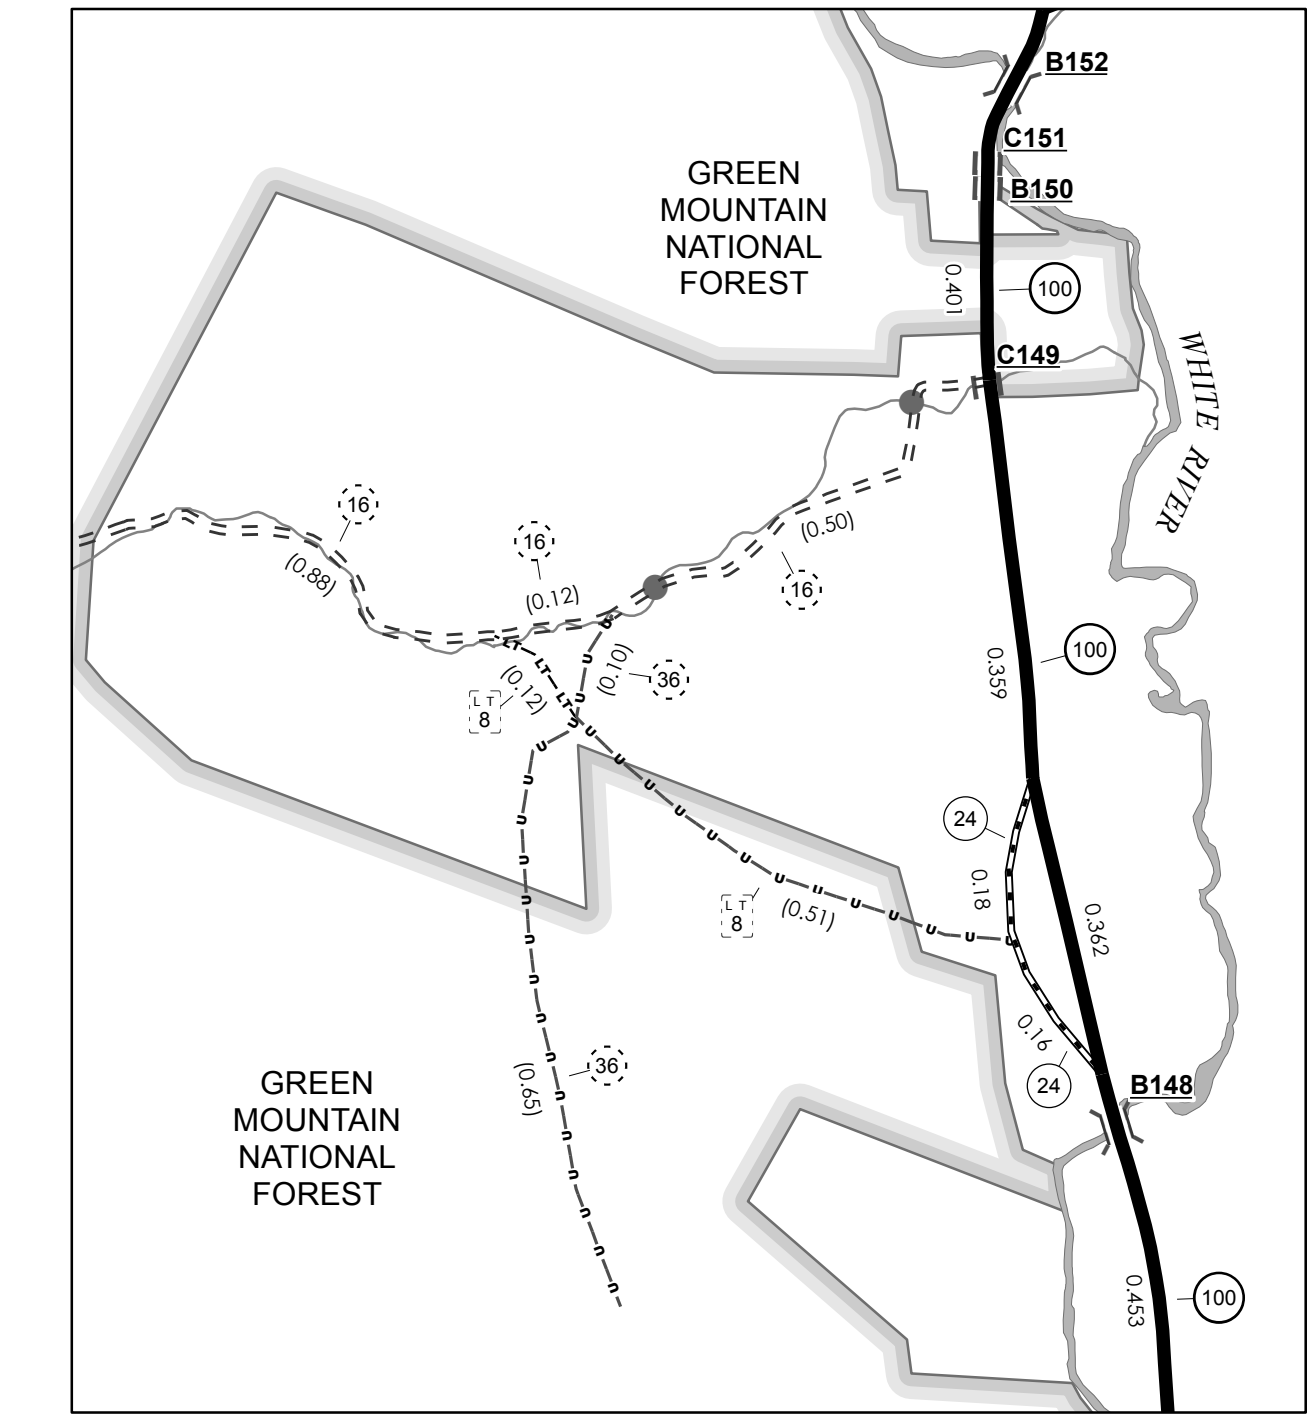 B152
C151
B150
GREEN
MOUNTAIN
NATIONAL
FOREST
0.401
100
C149
WHITE RIVER
16
16
(0.50)
(0.88)
(0.12)
16
(0.10)
36
(0.12)
L T
8
0.359
100
24
0.18
L T
8
(0.51)
0.362
0.16
24
B148
(0.65)
36
GREEN
MOUNTAIN
NATIONAL
FOREST
0.453
100